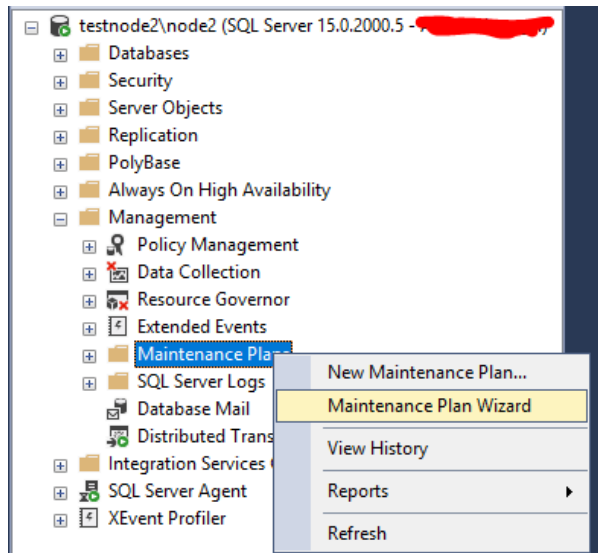 testnode2\node2 (SQL Server 15.0.2000.5 -
Databases
Security
Server Objects
Replication
PolyBase
Always On High Availability
Management
Policy Management
Data Collection
Resource Governor
Extended Events
Maintenance Plans
SQL Server Logs
Database Mail
Distributed Trans
Integration Services
SQL Server Agent
XEvent Profiler
New Maintenance Plan...
Maintenance Plan Wizard
View History
Reports
Refresh